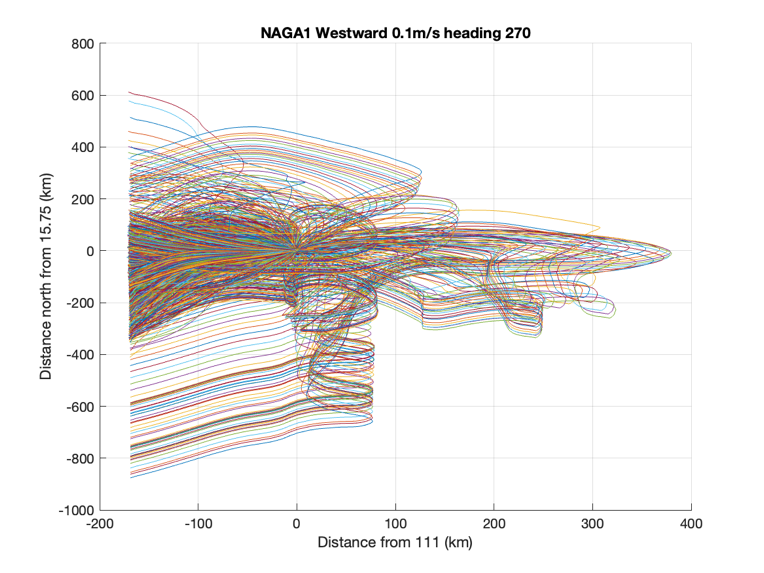 NAGA1 Westward 0.1m/s heading 270
800
600
400
200
0
-200
-400
-600
-800
-1000
Distance north from 15.75 (km)
-200 -100 0 100 200 300 400
Distance from 111 (km)